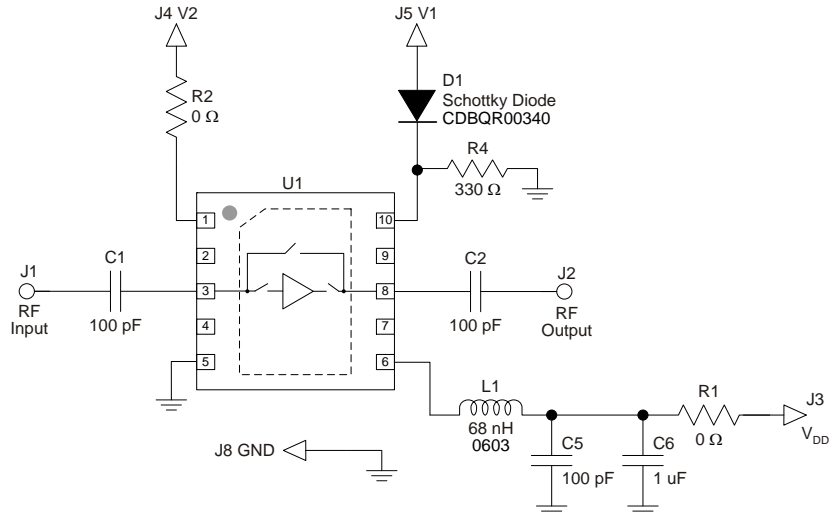 J4 V2
J5 V1
R2
0 Ω
D1
Schottky Diode
CDBQR00340
R4
330 Ω
U1
1
10
2
9
3
8
4
7
5
6
J1
RF
Input
C1
100 pF
C2
100 pF
J2
RF
Output
L1
68 nH
0603
R1
0 Ω
J3
VDD
C5
100 pF
C6
1 uF
J8 GND